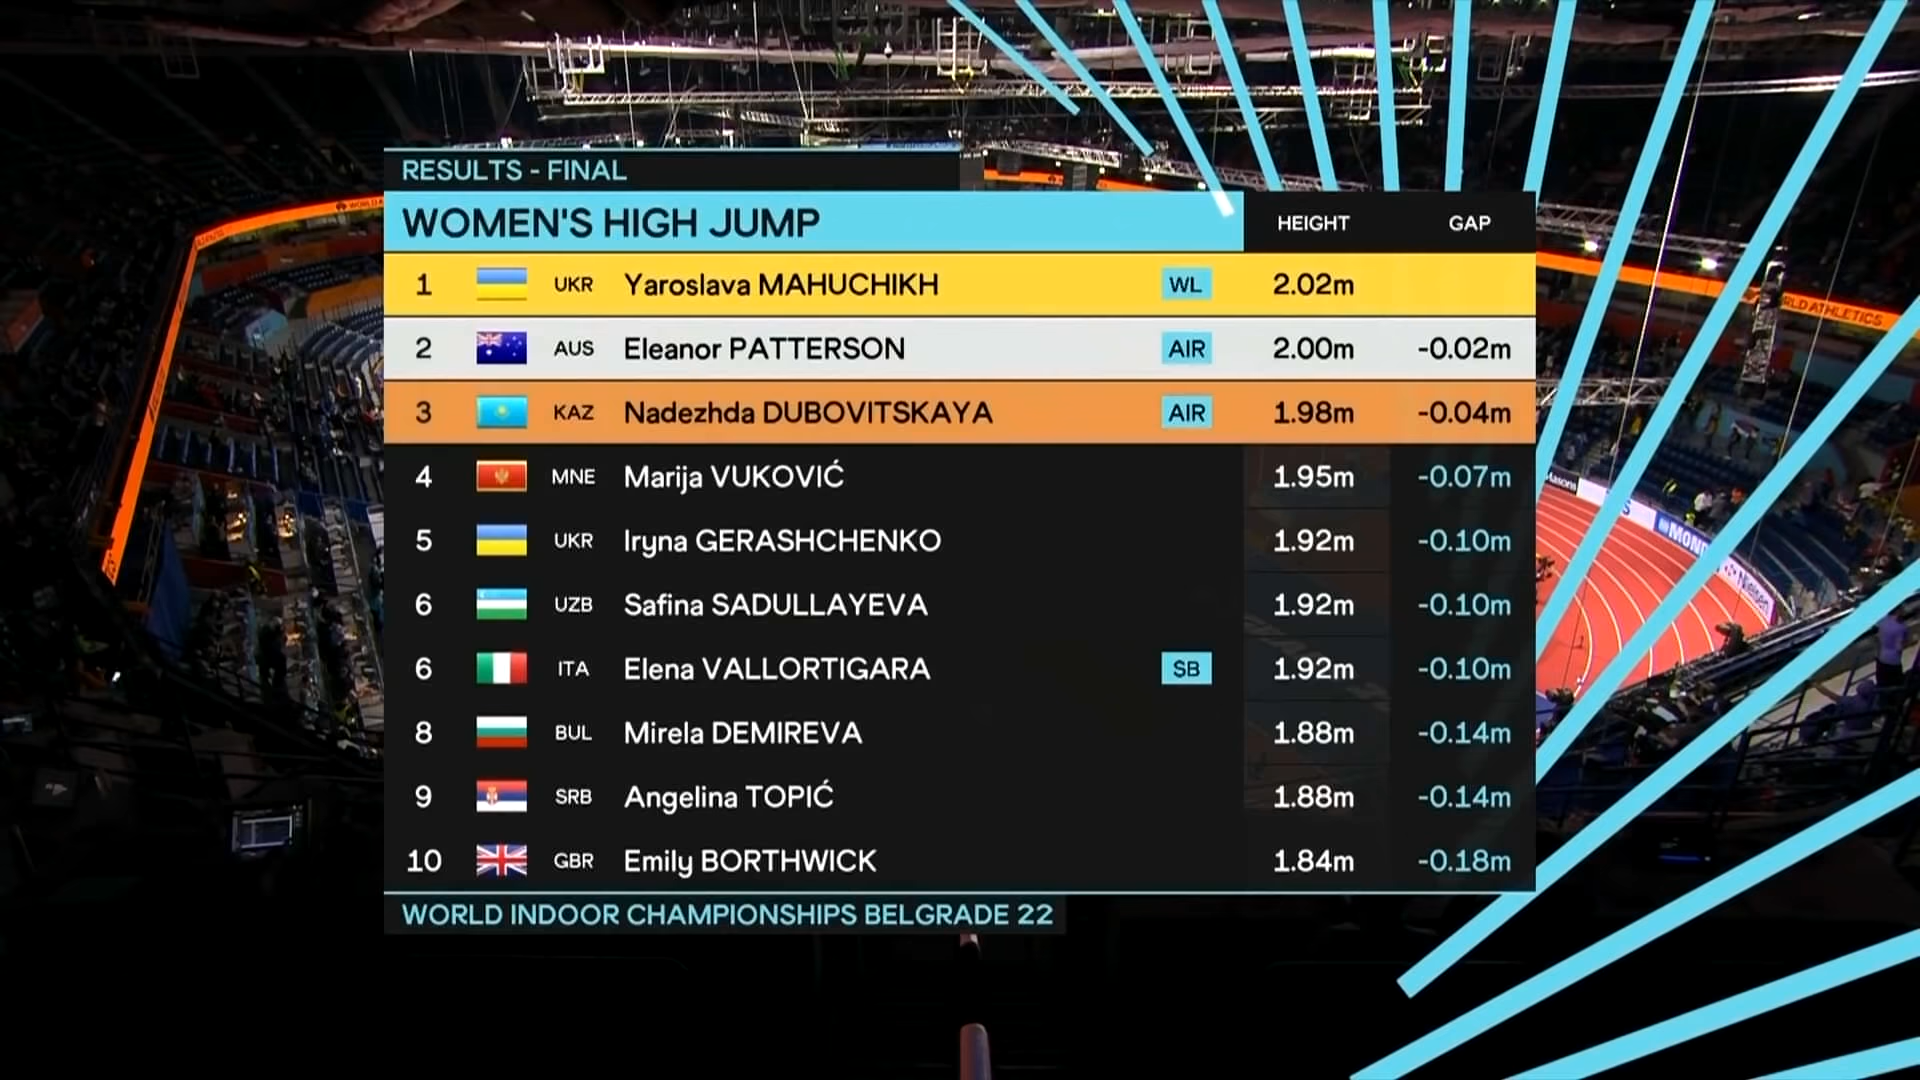 RESULTS - FINAL
WOMEN'S HIGH JUMP HEIGHT GAP
1 UKR Yaroslava MAHUCHIKH WL 2.02m
2 AUS Eleanor PATTERSON AIR 2.00m -0.02m
3 KAZ Nadezhda DUBOVITSKAYA AIR 1.98m -0.04m
4 MNE Marija VUKOVIĆ 1.95m -0.07m
5 UKR Iryna GERASHCHENKO 1.92m -0.10m
6 UZB Safina SADULLAYEVA 1.92m -0.10m
6 ITA Elena VALLORTIGARA SB 1.92m -0.10m
8 BUL Mirela DEMIREVA 1.88m -0.14m
9 SRB Angelina TOPIĆ 1.88m -0.14m
10 GBR Emily BORTHWICK 1.84m -0.18m
WORLD INDOOR CHAMPIONSHIPS BELGRADE 22
ATHLETICS
MOND
Nielsen